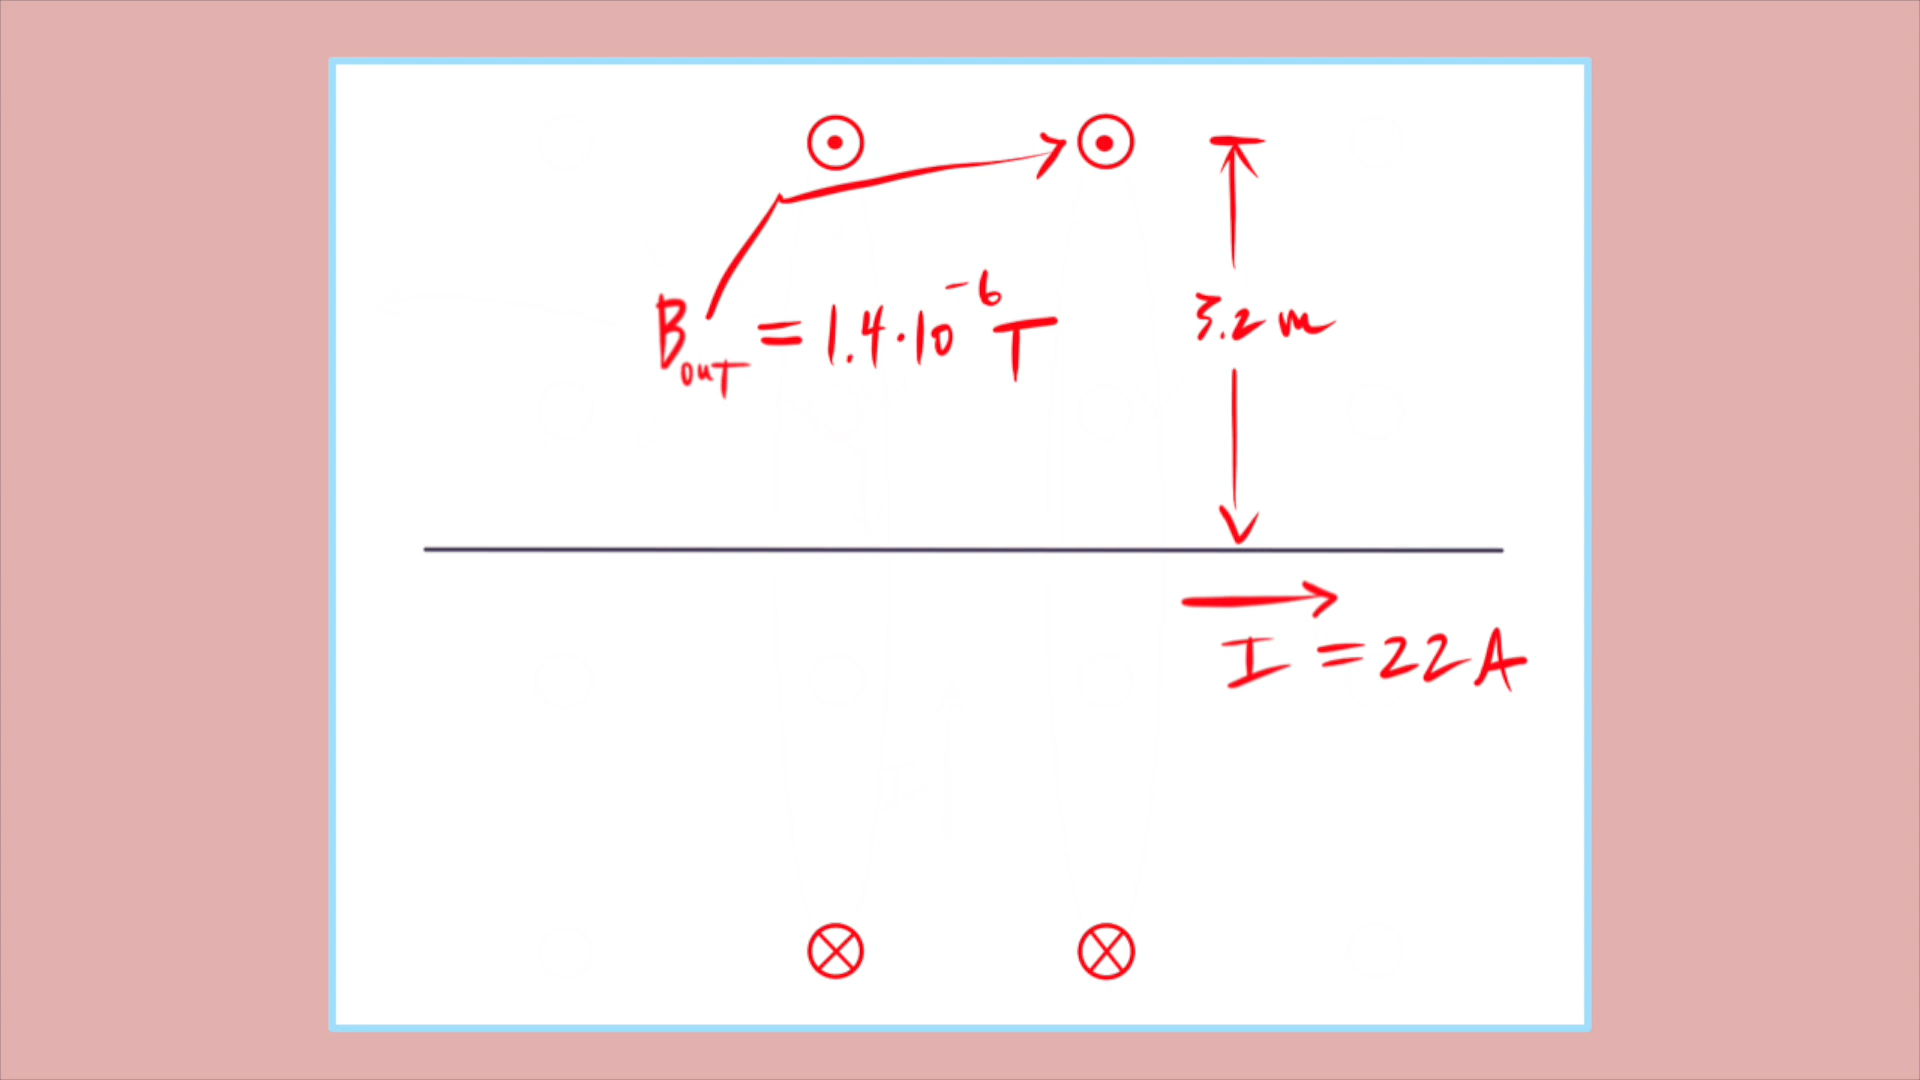 B_OUT = 1.4·10^-6 T
3.2 m
I = 22A